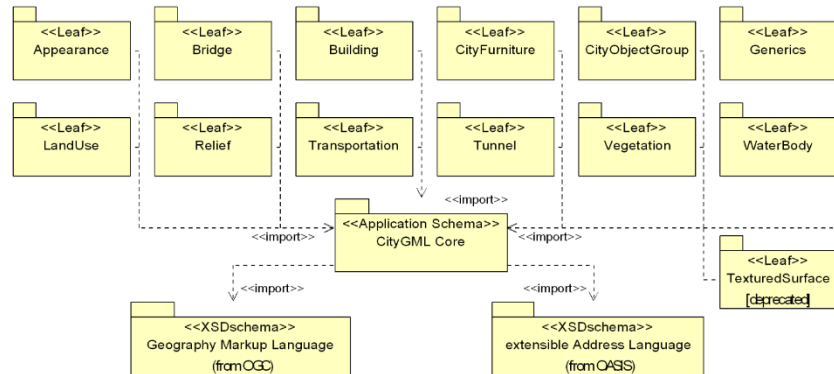 <<Leaf>>
Appearance
<<Leaf>>
Bridge
<<Leaf>>
Building
<<Leaf>>
CityFurniture
<<Leaf>>
CityObjectGroup
<<Leaf>>
Generics
<<Leaf>>
LandUse
<<Leaf>>
Relief
<<Leaf>>
Transportation
<<Leaf>>
Tunnel
<<Leaf>>
Vegetation
<<Leaf>>
WaterBody
<<import>>
<<import>>
<<Application Schema>>
CityGML Core
<<import>>
<<Leaf>>
TexturedSurface
[deprecated]
<<import>>
<<import>>
<<XSDschema>>
Geography Markup Language
(from OGC)
<<XSDschema>>
extensible Address Language
(from OASIS)